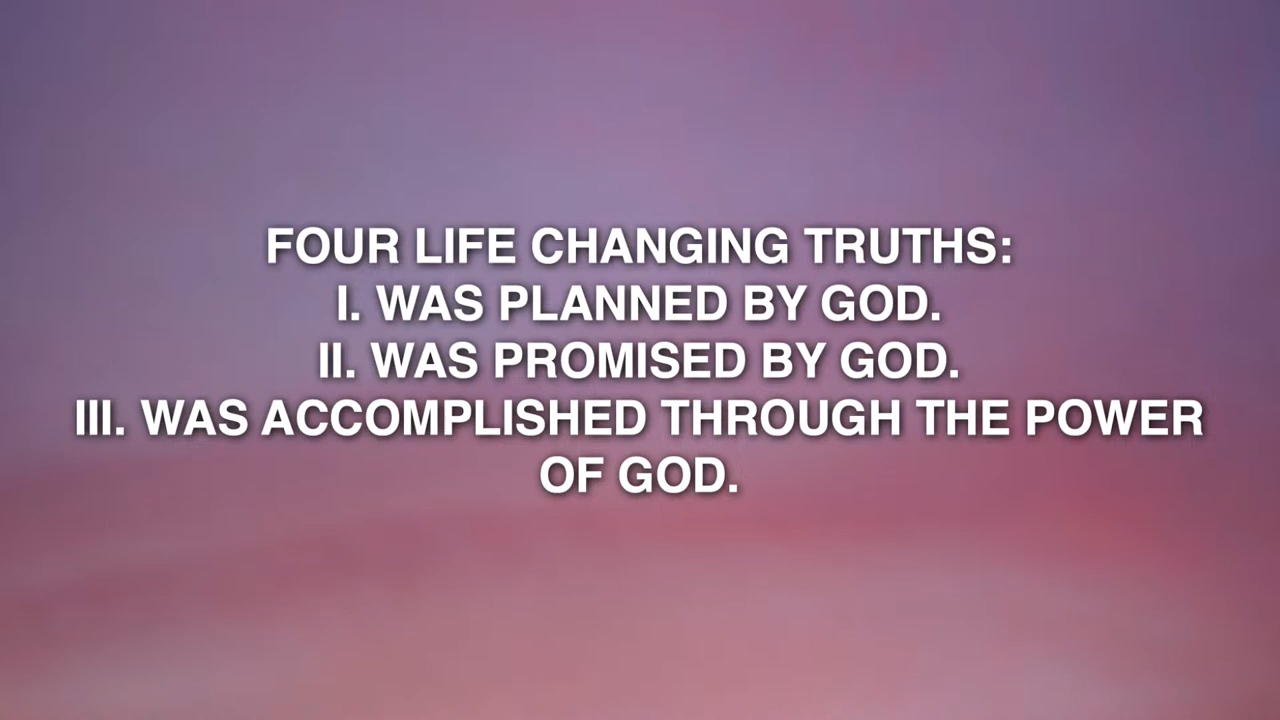 FOUR LIFE CHANGING TRUTHS:
I. WAS PLANNED BY GOD.
II. WAS PROMISED BY GOD.
III. WAS ACCOMPLISHED THROUGH THE POWER
OF GOD.